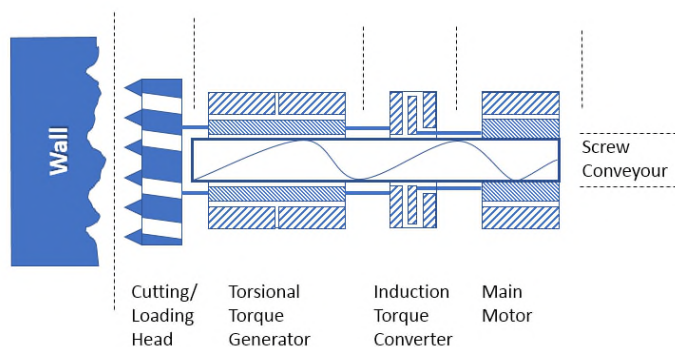 Wall
Screw
Conveyour
Cutting/
Loading
Head
Torsional
Torque
Generator
Induction
Torque
Converter
Main
Motor